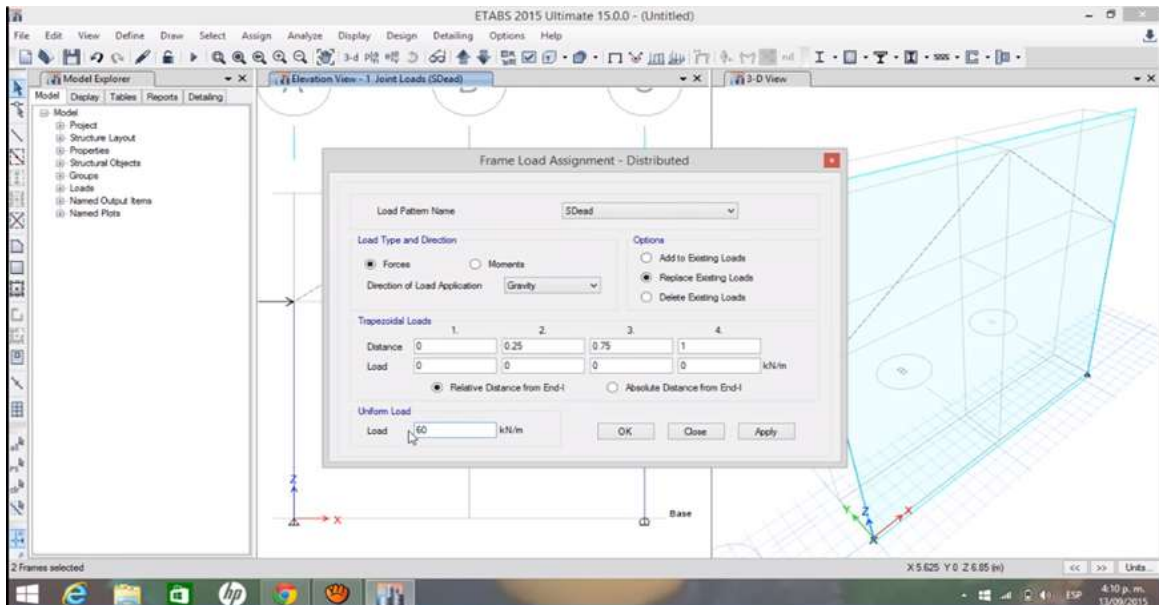 ETABS 2015 Ultimate 15.0.0 - (Untitled)
File Edit View Define Draw Select Assign Analyze Display Design Detailing Options Help
Model Explorer
Elevation View - 1 Joint Loads (SDead)
3-D View
Model Display Tables Reports Detailing
Model
Project
Structure Layout
Properties
Structural Objects
Groups
Loads
Named Output Items
Named Plots
Frame Load Assignment - Distributed
Load Pattern Name SDead
Load Type and Direction
Forces Moments
Direction of Load Application Gravity
Options
Add to Existing Loads
Replace Existing Loads
Delete Existing Loads
Trapezoidal Loads
1. 2. 3. 4.
Distance 0 0.25 0.75 1
Load 0 0 0 0 kN/m
Relative Distance from End-I Absolute Distance from End-I
Uniform Load
Load 60 kN/m
OK Close Apply
Z
X
Base
B
Y Z X
2 Frames selected
X 5.625 Y 0 Z 6.85 (m)
<< >> Units...
hp
ESP
4:10 p. m.
13/09/2015